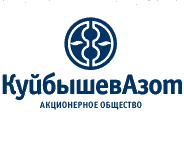 КуйбышевАзот
АКЦИОНЕРНОЕ ОБЩЕСТВО